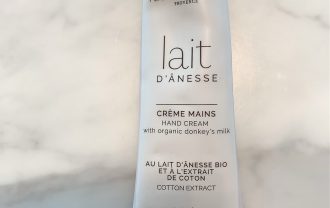 PROVENCE
lait
D'ÂNESSE
CRÈME MAINS
HAND CREAM
with organic donkey's milk
AU LAIT D'ÂNESSE BIO
ET À L'EXTRAIT
DE COTON
COTTON EXTRACT